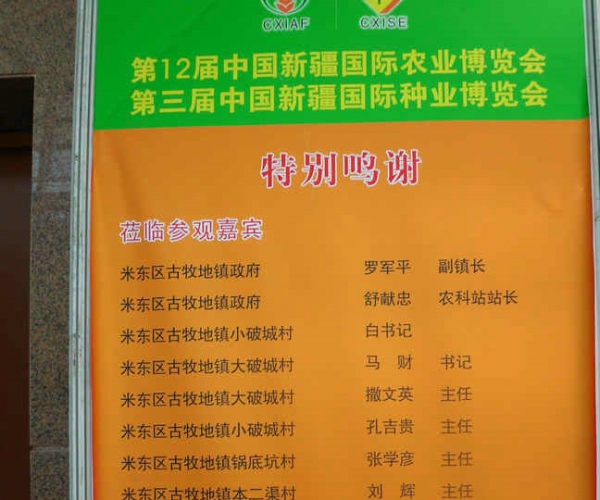 CXIAF CXISE
第12届中国新疆国际农业博览会
第三届中国新疆国际种业博览会
特别鸣谢
莅临参观嘉宾
米东区古牧地镇政府 罗军平 副镇长
米东区古牧地镇政府 舒献忠 农科站站长
米东区古牧地镇小破城村 白书记
米东区古牧地镇大破城村 马 财 书记
米东区古牧地镇大破城村 撒文英 主任
米东区古牧地镇小破城村 孔吉贵 主任
米东区古牧地镇锅底坑村 张学彦 主任
米东区古牧地镇本二渠村 刘 辉 主任